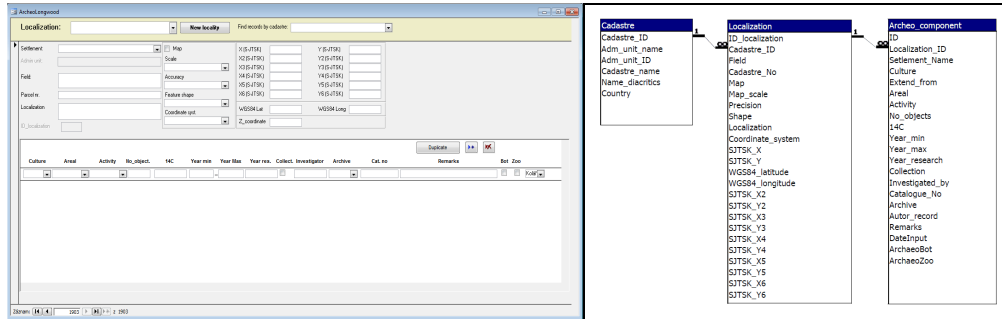 ArcheoLongwood
Localization:
New locality
Find records by cadastre:
Settlement
Map
X (S-JTSK)
Y (S-JTSK)
Admin unit
Scale
X2(S-JTSK)
Y2(S-JTSK)
X3(S-JTSK)
Y3(S-JTSK)
Field
Accuracy
X4(S-JTSK)
Y4(S-JTSK)
X5(S-JTSK)
Y5(S-JTSK)
Parcel nr.
Feature shape
X6(S-JTSK)
Y6(S-JTSK)
Localization
Coordinate syst.
WGS84 Lat
WGS84 Long
ID_localization
Z_coordinate
Duplicate
Culture Areal Activity No_object. 14C Year min Year Max Year res. Collect. Investigator Archive Cat. no Remarks Bot Zoo
Kolář
Záznam: 1903 z 1903
Cadastre
Cadastre_ID
Adm_unit_name
Adm_unit_ID
Cadastre_name
Name_diacritics
Country
1
∞
Localization
ID_localization
Cadastre_ID
Field
Cadastre_No
Map
Map_scale
Precision
Shape
Localization
Coordinate_system
SJTSK_X
SJTSK_Y
WGS84_latitude
WGS84_longitude
SJTSK_X2
SJTSK_Y2
SJTSK_X3
SJTSK_Y3
SJTSK_X4
SJTSK_Y4
SJTSK_X5
SJTSK_Y5
SJTSK_X6
SJTSK_Y6
1
∞
Archeo_component
ID
Localization_ID
Setlement_Name
Culture
Extend_from
Areal
Activity
No_objects
14C
Year_min
Year_max
Year_research
Collection
Investigated_by
Catalogue_No
Archive
Autor_record
Remarks
DateInput
ArchaeoBot
ArchaeoZoo